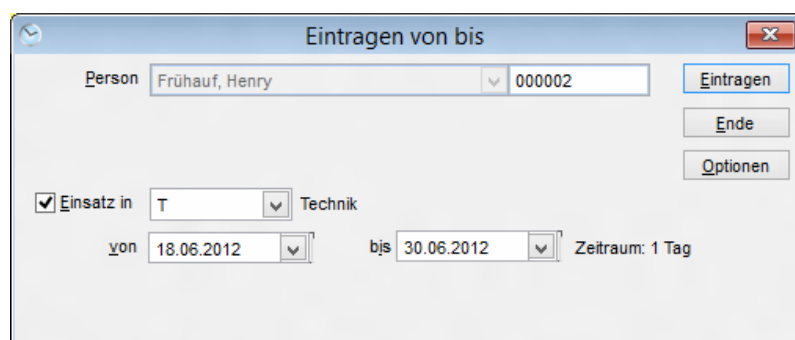 Eintragen von bis
Person Frühauf, Henry 000002 Eintragen
Ende
Optionen
Einsatz in T Technik
von 18.06.2012 bis 30.06.2012 Zeitraum: 1 Tag